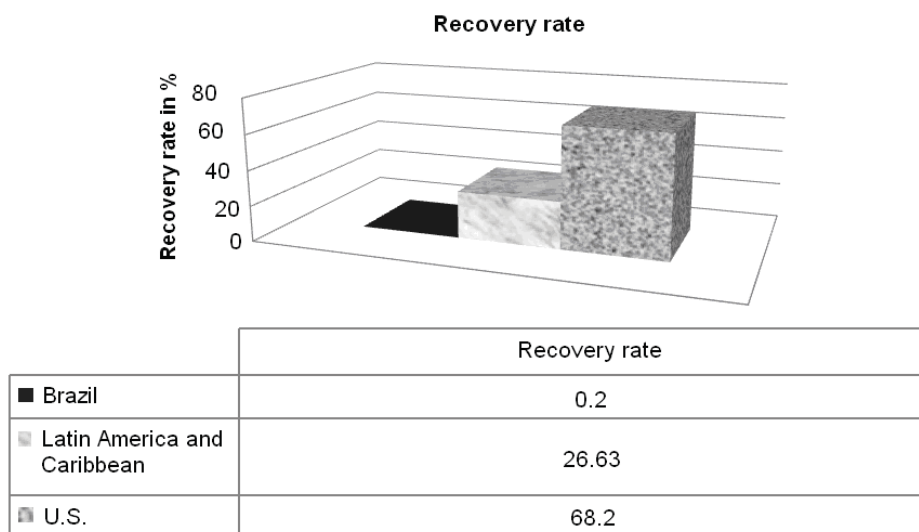 Recovery rate
Recovery rate in %
80
60
40
20
0
Recovery rate
Brazil 0.2
Latin America and
Caribbean 26.63
U.S. 68.2